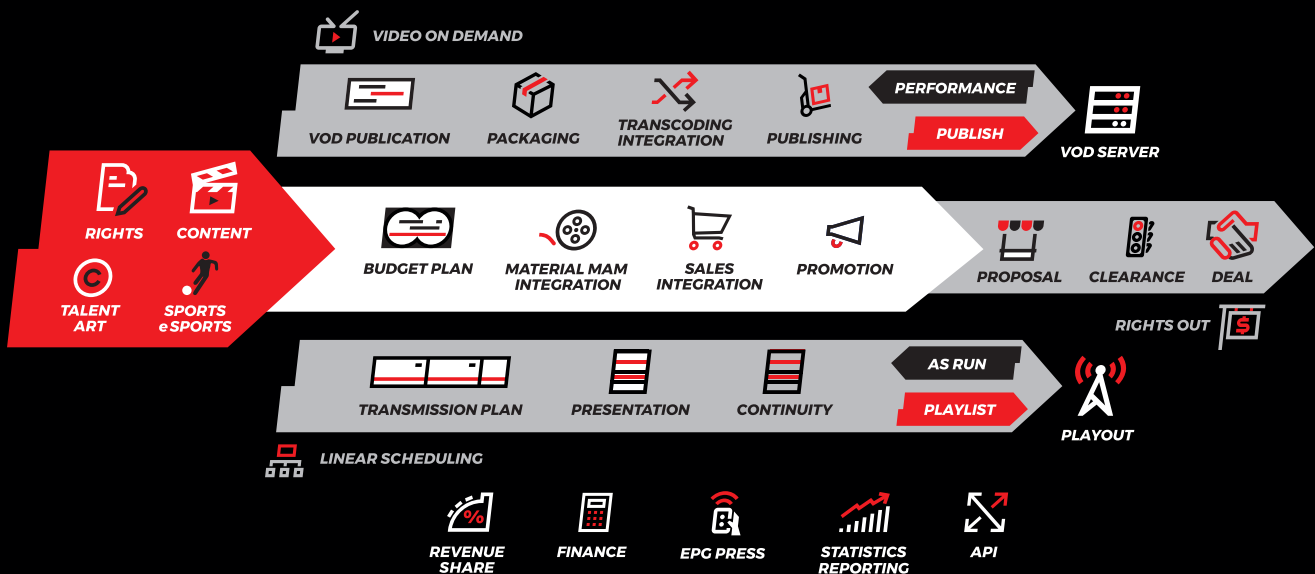 VIDEO ON DEMAND
VOD PUBLICATION
PACKAGING
TRANSCODING
INTEGRATION
PUBLISHING
PERFORMANCE
PUBLISH
VOD SERVER
RIGHTS
CONTENT
TALENT
ART
SPORTS
eSPORTS
BUDGET PLAN
MATERIAL MAM
INTEGRATION
SALES
INTEGRATION
PROMOTION
PROPOSAL
CLEARANCE
DEAL
RIGHTS OUT
$
C
TRANSMISSION PLAN
PRESENTATION
CONTINUITY
AS RUN
PLAYLIST
PLAYOUT
LINEAR SCHEDULING
%
REVENUE
SHARE
FINANCE
EPG PRESS
STATISTICS
REPORTING
API